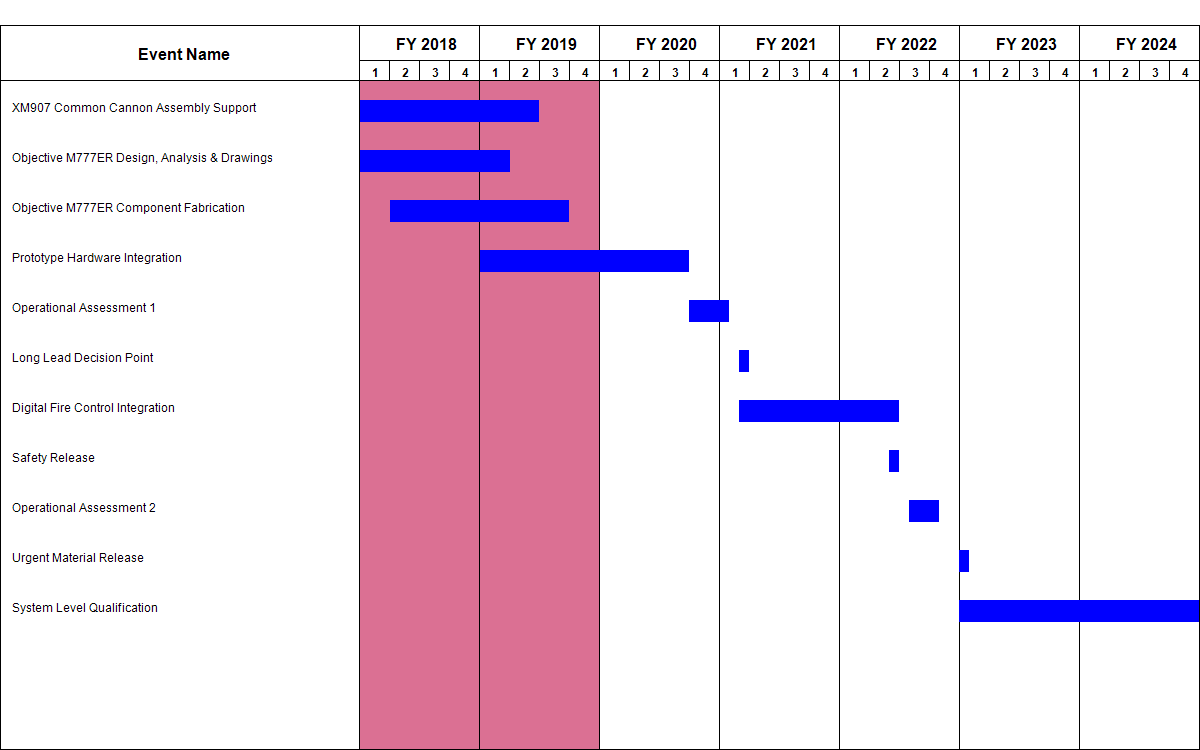 Event Name
FY 2018 FY 2019 FY 2020 FY 2021 FY 2022 FY 2023 FY 2024
1 2 3 4 1 2 3 4 1 2 3 4 1 2 3 4 1 2 3 4 1 2 3 4 1 2 3 4
XM907 Common Cannon Assembly Support
Objective M777ER Design, Analysis & Drawings
Objective M777ER Component Fabrication
Prototype Hardware Integration
Operational Assessment 1
Long Lead Decision Point
Digital Fire Control Integration
Safety Release
Operational Assessment 2
Urgent Material Release
System Level Qualification